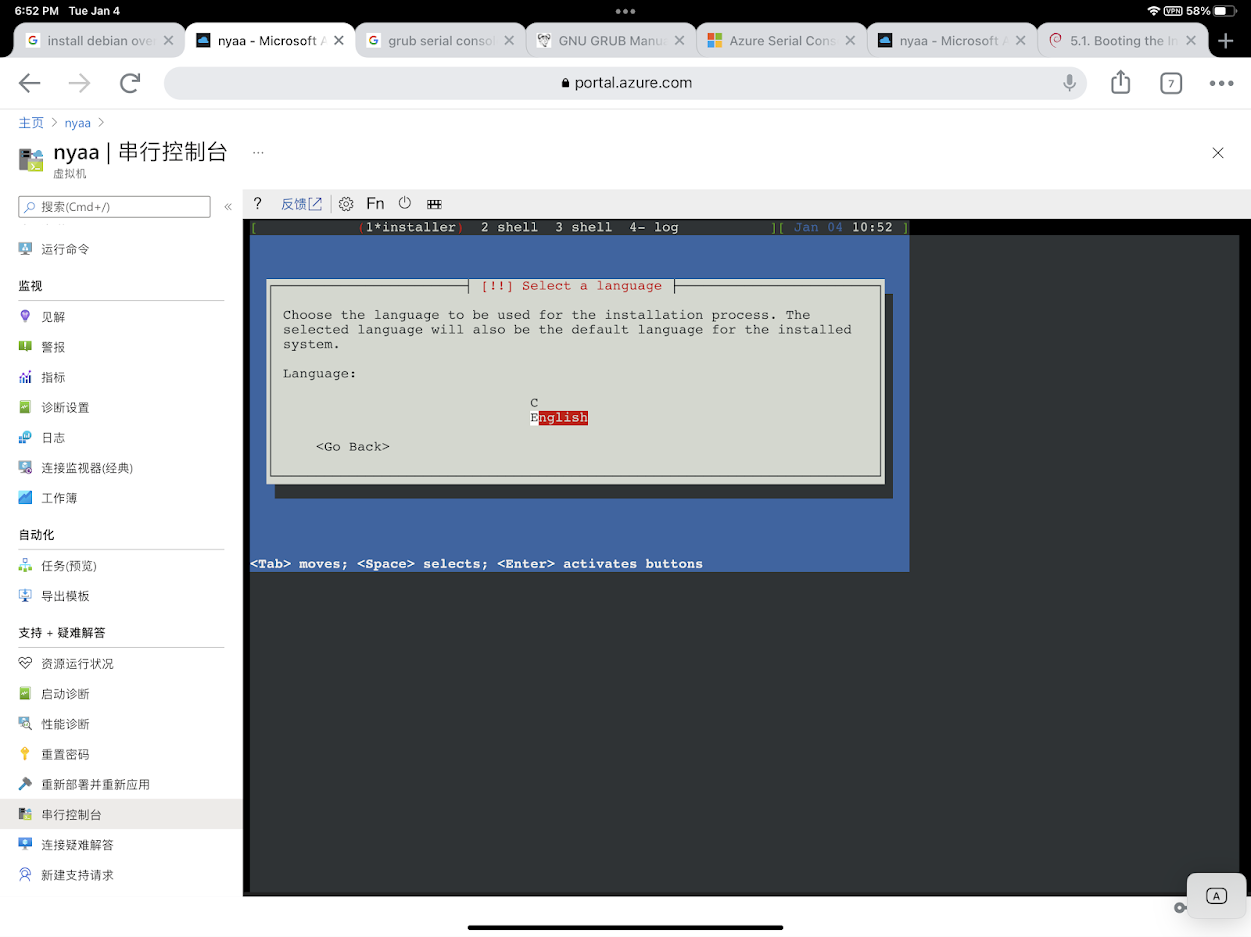 6:52 PM Tue Jan 4
VPN 58%
install debian ove
nyaa - Microsoft A
grub serial consol
GNU GRUB Manua
Azure Serial Cons
nyaa - Microsoft A
5.1. Booting the In
portal.azure.com
7
主页 > nyaa >
nyaa | 串行控制台 ...
虚拟机
搜索(Cmd+/) «
? 反馈 Fn
运行命令
监视
见解
警报
指标
诊断设置
日志
连接监视器(经典)
工作簿
自动化
任务(预览)
导出模板
支持 + 疑难解答
资源运行状况
启动诊断
性能诊断
重置密码
重新部署并重新应用
串行控制台
连接疑难解答
新建支持请求
[ (1*installer) 2 shell 3 shell 4- log ][ Jan 04 10:52 ]
[!!] Select a language
Choose the language to be used for the installation process. The
selected language will also be the default language for the installed
system.
Language:
C
English
<Go Back>
<Tab> moves; <Space> selects; <Enter> activates buttons
A